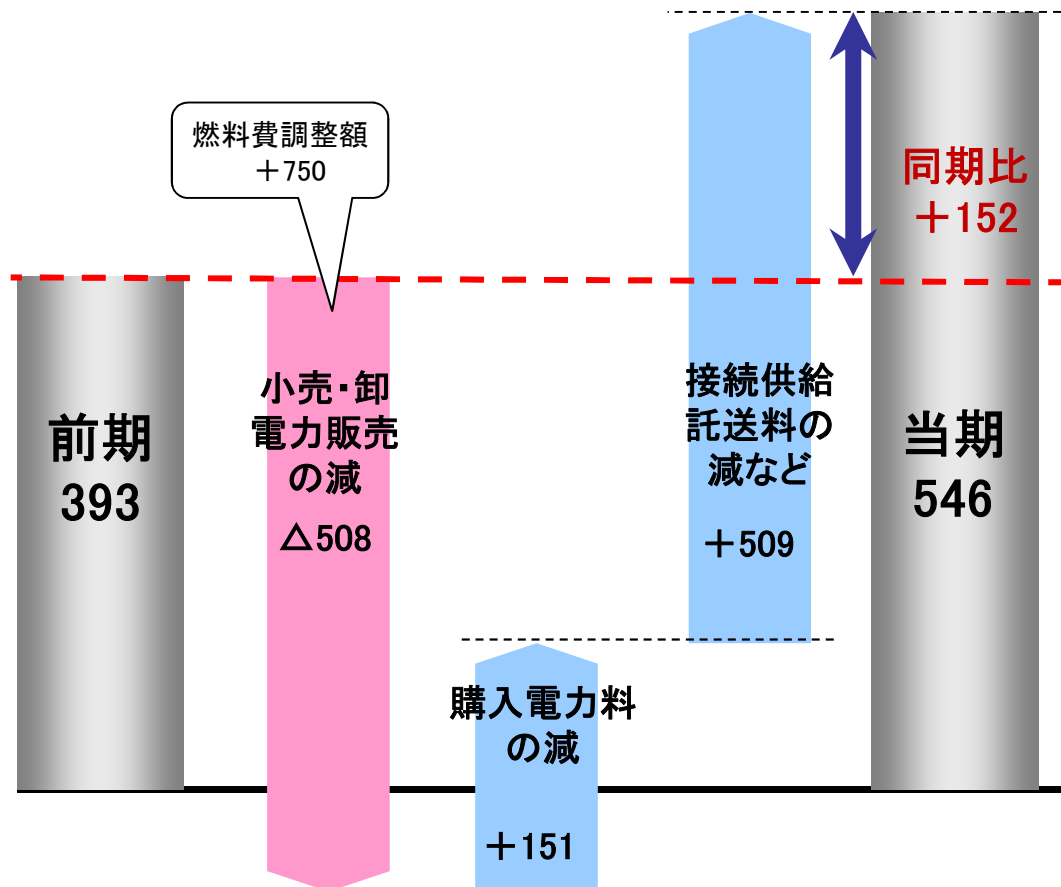 前期
393
燃料費調整額
＋750
小売・卸
電力販売
の減
△508
購入電力料
の減
＋151
接続供給
託送料の
減など
＋509
同期比
＋152
当期
546